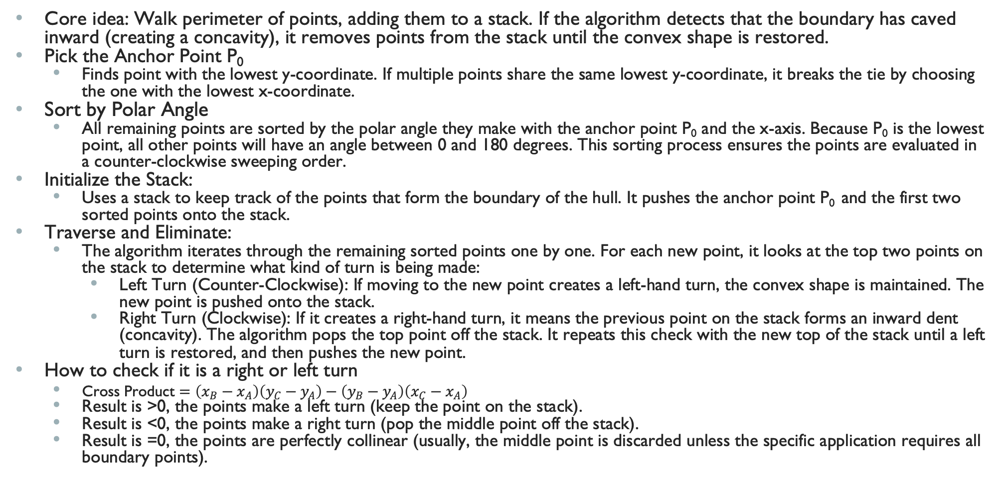 • Core idea: Walk perimeter of points, adding them to a stack. If the algorithm detects that the boundary has caved
inward (creating a concavity), it removes points from the stack until the convex shape is restored.
• Pick the Anchor Point P₀
• Finds point with the lowest y-coordinate. If multiple points share the same lowest y-coordinate, it breaks the tie by choosing
the one with the lowest x-coordinate.
• Sort by Polar Angle
• All remaining points are sorted by the polar angle they make with the anchor point P₀ and the x-axis. Because P₀ is the lowest
point, all other points will have an angle between 0 and 180 degrees. This sorting process ensures the points are evaluated in
a counter-clockwise sweeping order.
• Initialize the Stack:
• Uses a stack to keep track of the points that form the boundary of the hull. It pushes the anchor point P₀ and the first two
sorted points onto the stack.
• Traverse and Eliminate:
• The algorithm iterates through the remaining sorted points one by one. For each new point, it looks at the top two points on
the stack to determine what kind of turn is being made:
• Left Turn (Counter-Clockwise): If moving to the new point creates a left-hand turn, the convex shape is maintained. The
new point is pushed onto the stack.
• Right Turn (Clockwise): If it creates a right-hand turn, it means the previous point on the stack forms an inward dent
(concavity). The algorithm pops the top point off the stack. It repeats this check with the new top of the stack until a left
turn is restored, and then pushes the new point.
• How to check if it is a right or left turn
• Cross Product = (x_B − x_A)(y_C − y_A) − (y_B − y_A)(x_C − x_A)
• Result is >0, the points make a left turn (keep the point on the stack).
• Result is <0, the points make a right turn (pop the middle point off the stack).
• Result is =0, the points are perfectly collinear (usually, the middle point is discarded unless the specific application requires all
boundary points).